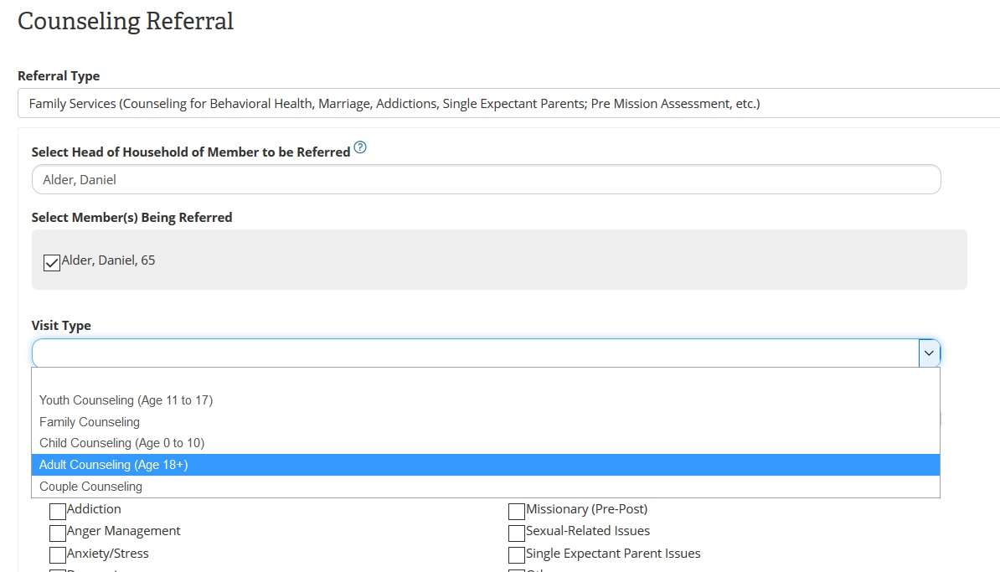 Counseling Referral
Referral Type
Family Services (Counseling for Behavioral Health, Marriage, Addictions, Single Expectant Parents; Pre Mission Assessment, etc.)
Select Head of Household of Member to be Referred ?
Alder, Daniel
Select Member(s) Being Referred
Alder, Daniel, 65
Visit Type
Youth Counseling (Age 11 to 17)
Family Counseling
Child Counseling (Age 0 to 10)
Adult Counseling (Age 18+)
Couple Counseling
Addiction
Missionary (Pre-Post)
Anger Management
Sexual-Related Issues
Anxiety/Stress
Single Expectant Parent Issues